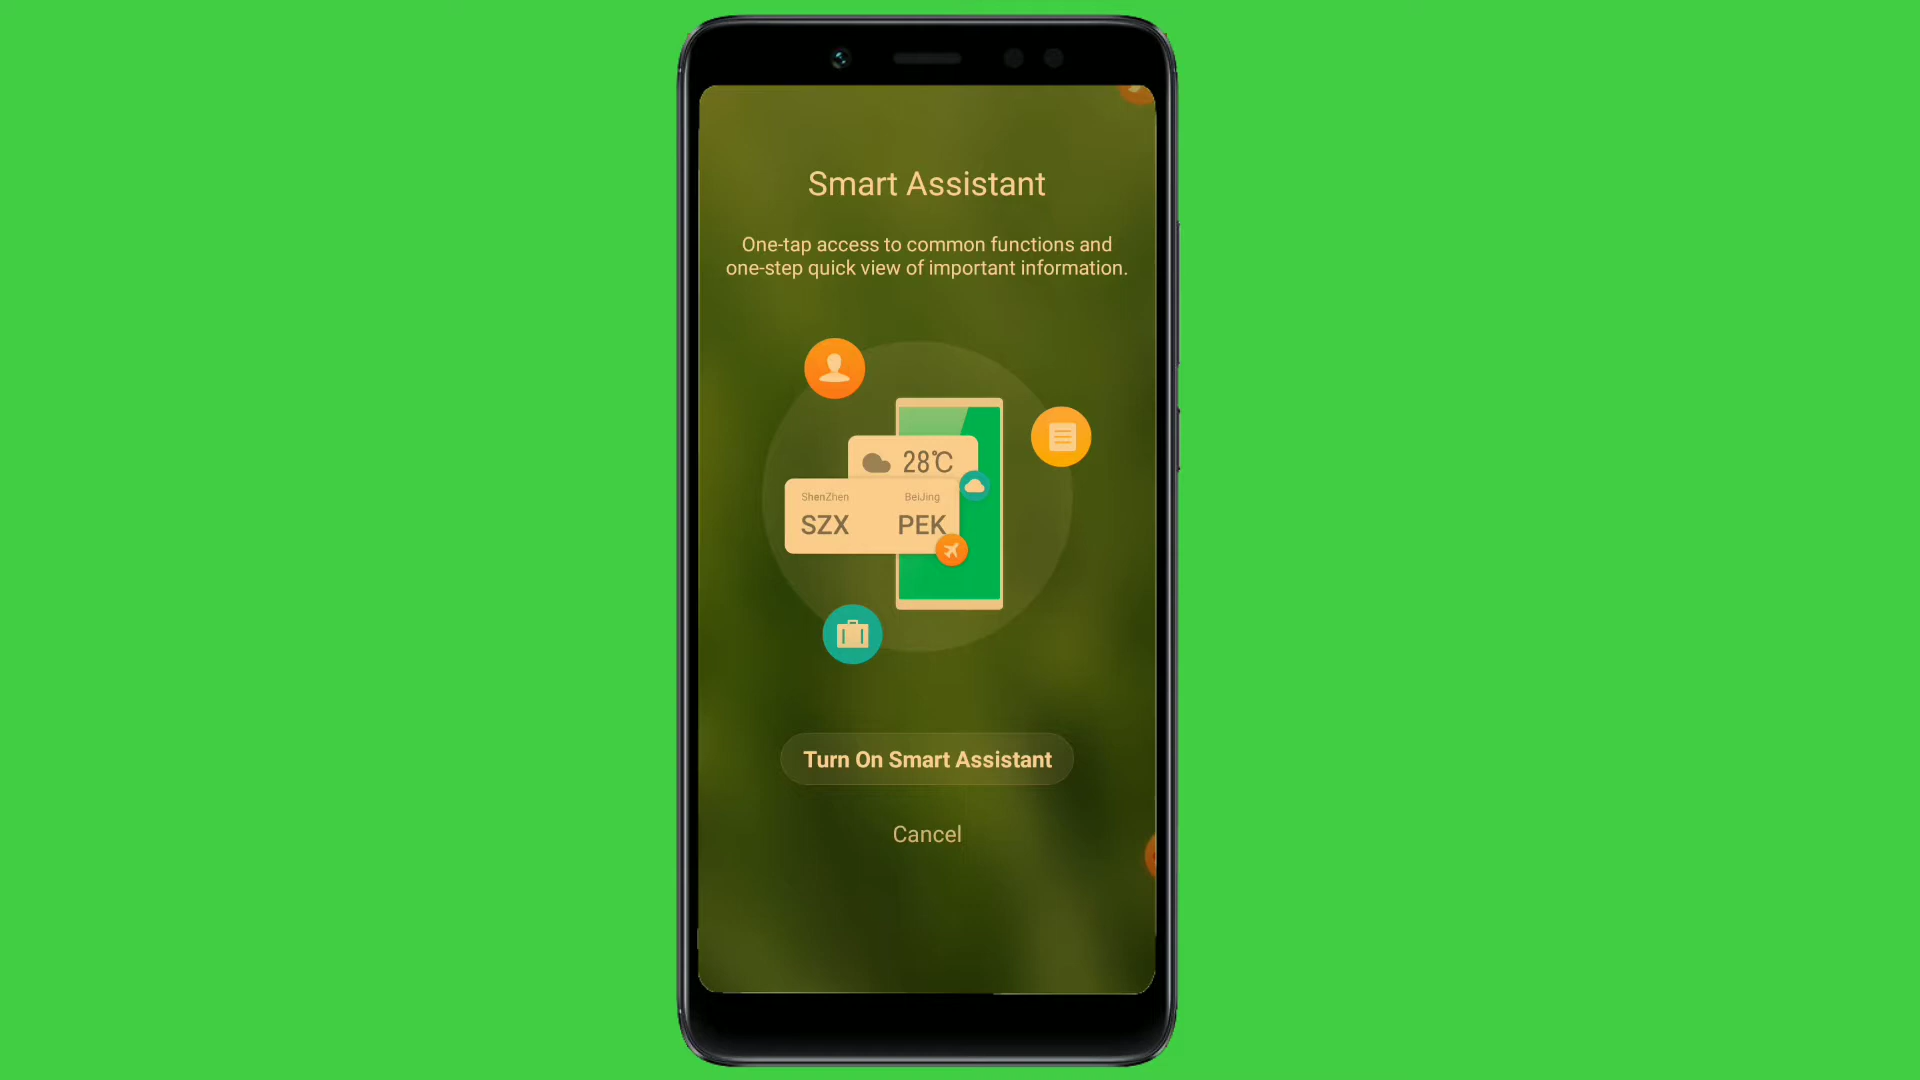 Smart Assistant
One-tap access to common functions and
one-step quick view of important information.
28℃
ShenZhen BeiJing
SZX PEK
Turn On Smart Assistant
Cancel